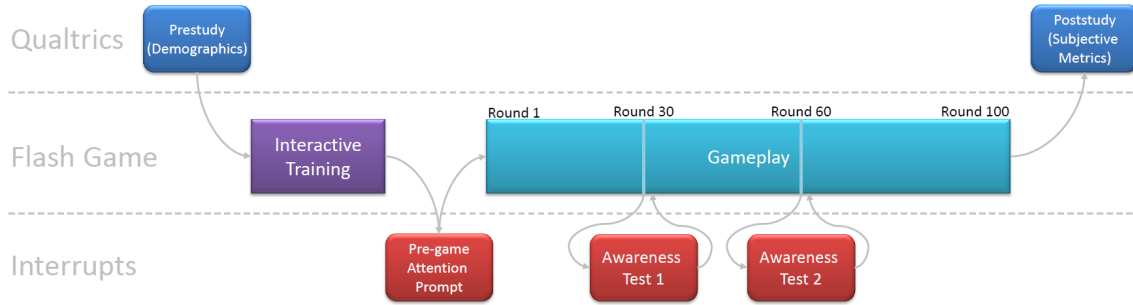 Qualtrics
Prestudy
(Demographics)
Poststudy
(Subjective
Metrics)
Round 1
Round 30
Round 60
Round 100
Flash Game
Interactive
Training
Gameplay
Interrupts
Pre-game
Attention
Prompt
Awareness
Test 1
Awareness
Test 2